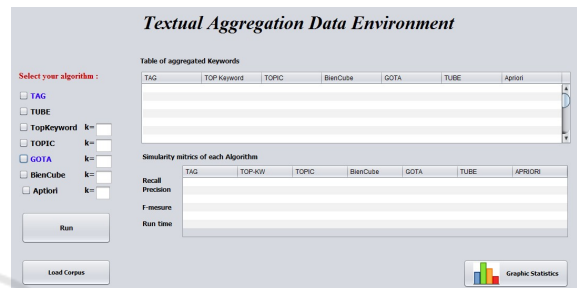 Textual Aggregation Data Environment
Table of aggregated Keywords
Select your algorithm :
TAG TOP Keyword TOPIC BienCube GOTA TUBE Apriori
TAG
TUBE
TopKeyword k=
TOPIC k=
GOTA k=
BienCube k=
Aptiori k=
Simularity mitrics of each Algorithm
TAG TOP-KW TOPIC BienCube GOTA TUBE APRIORI
Recall
Precision
F-mesure
Run time
Run
Load Corpus
Graphic Statistics